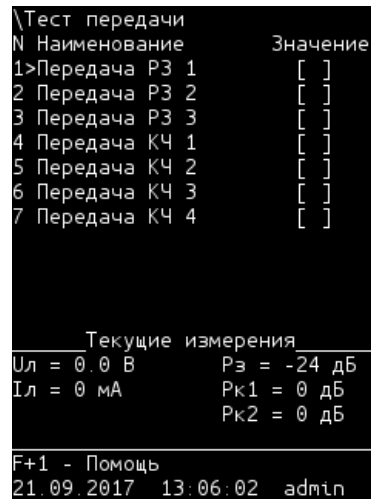 \Тест передачи
N Наименование Значение
1>Передача РЗ 1 [ ]
2 Передача РЗ 2 [ ]
3 Передача РЗ 3 [ ]
4 Передача КЧ 1 [ ]
5 Передача КЧ 2 [ ]
6 Передача КЧ 3 [ ]
7 Передача КЧ 4 [ ]
Текущие измерения
Uл = 0.0 В Рз = -24 дБ
Iл = 0 мА Рк1 = 0 дБ
Рк2 = 0 дБ
F+1 - Помощь
21.09.2017 13:06:02 admin